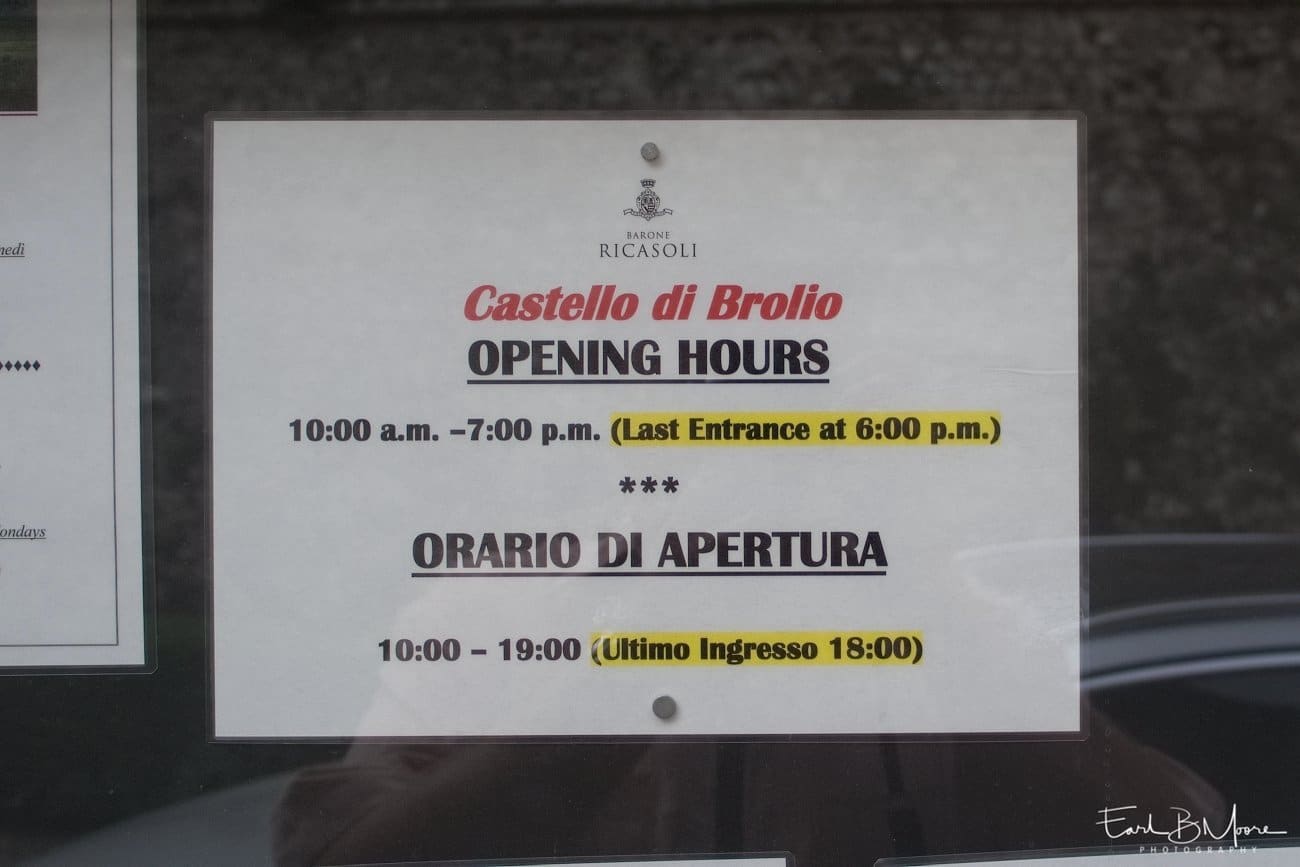 BARONE
RICASOLI
Castello di Brolio
OPENING HOURS
10:00 a.m. –7:00 p.m. (Last Entrance at 6:00 p.m.)
***
ORARIO DI APERTURA
10:00 – 19:00 (Ultimo Ingresso 18:00)
Earl B Moore
PHOTOGRAPHY